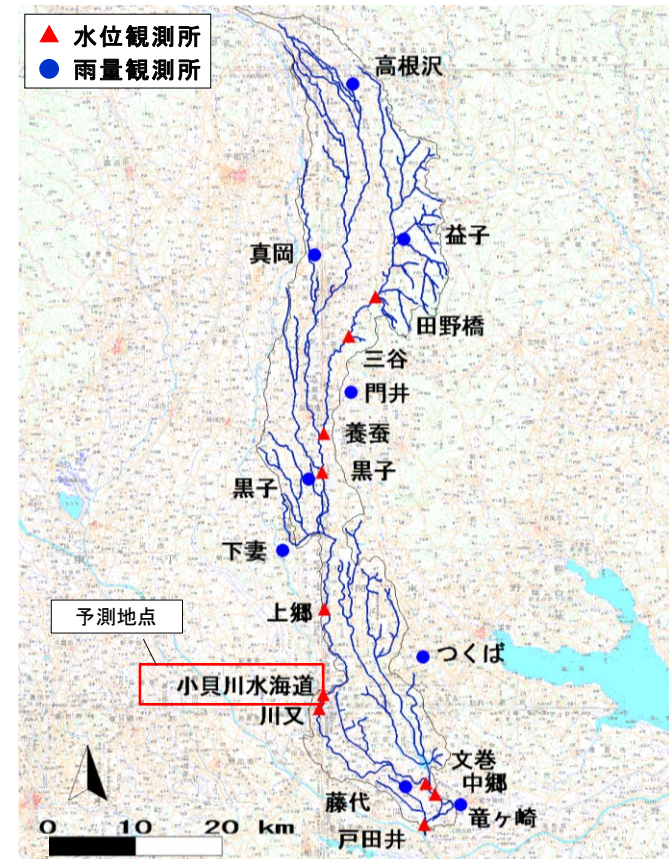 水位観測所
雨量観測所
高根沢
益子
真岡
田野橋
三谷
門井
養蚕
黒子
黒子
下妻
上郷
予測地点
つくば
小貝川水海道
川又
文巻
中郷
藤代
竜ヶ崎
戸田井
0 10 20 km